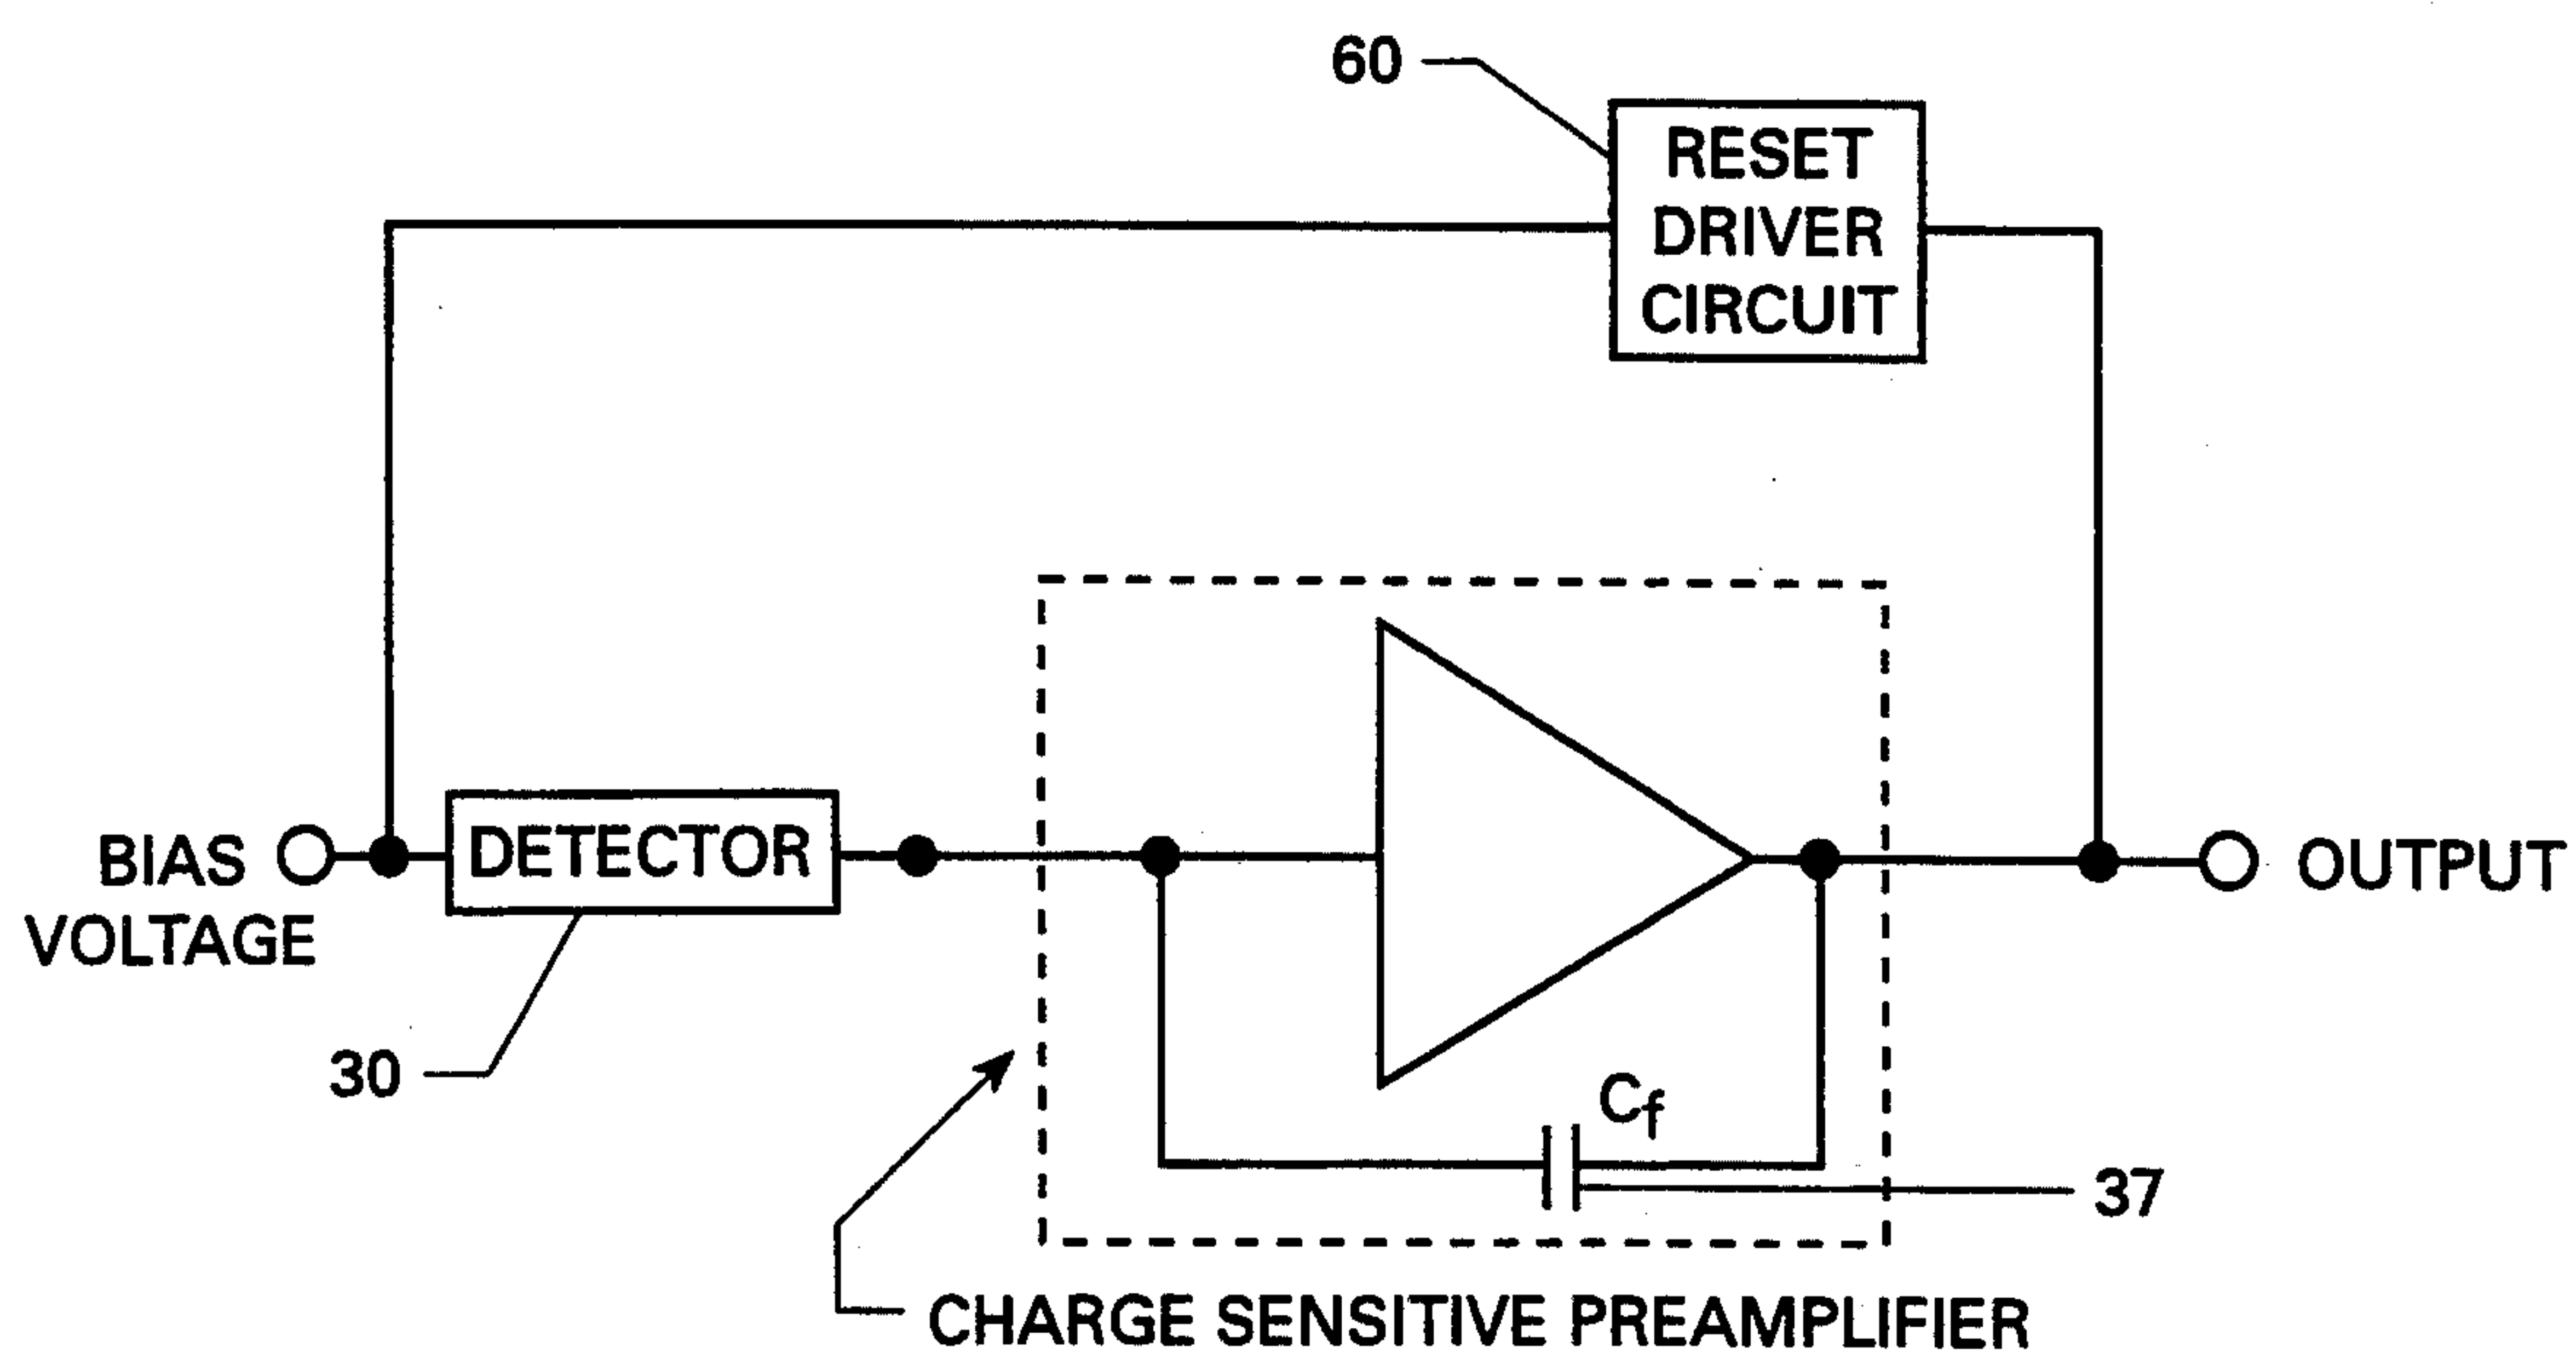 60
RESET
DRIVER
CIRCUIT
BIAS
VOLTAGE
DETECTOR
OUTPUT
30
Cf
37
CHARGE SENSITIVE PREAMPLIFIER